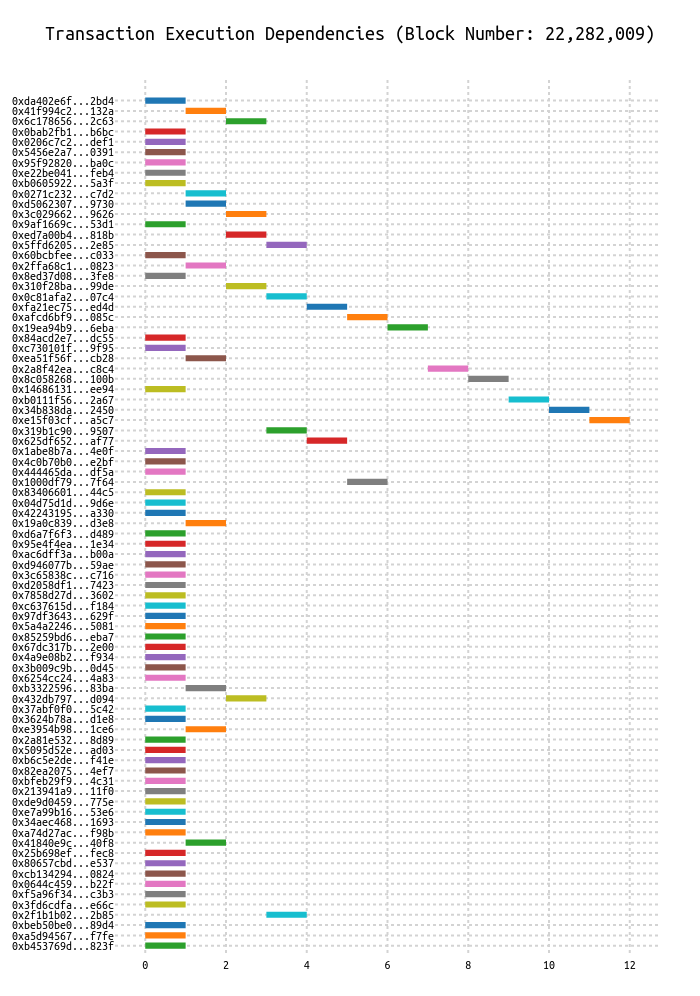 Transaction Execution Dependencies (Block Number: 22,282,009)
0xda402e6f...2bd4
0x41f994c2...132a
0x6c178656...2c63
0x0bab2fb1...b6bc
0x0206c7c2...def1
0x5456e2a7...0391
0x95f92820...ba0c
0xe22be041...feb4
0xb0605922...5a3f
0x0271c232...c7d2
0xd5062307...9730
0x3c029662...9626
0x9af1669c...53d1
0xed7a00b4...818b
0x5ffd6205...2e85
0x60bcbfee...c033
0x2ffa68c1...0823
0x8ed37d08...3fe8
0x310f28ba...99de
0x0c81afa2...07c4
0xfa21ec75...ed4d
0xafcd6bf9...085c
0x19ea94b9...6eba
0x84acd2e7...dc55
0xc730101f...9f95
0xea51f56f...cb28
0x2a8f42ea...c8c4
0x8c058268...100b
0x14686131...ee94
0xb0111f56...2a67
0x34b838da...2450
0xe15f03cf...a5c7
0x319b1c90...9507
0x625df652...af77
0x1abe8b7a...4e0f
0x4c0b70b0...e2bf
0x444465da...df5a
0x1000df79...7f64
0x83406601...44c5
0x04d75d1d...9d6e
0x42243195...a330
0x19a0c839...d3e8
0xd6a7f6f3...d489
0x95e4f4ea...1e34
0xac6dff3a...b00a
0xd946077b...59ae
0x3c65838c...c716
0xd2058df1...7423
0x7858d27d...3602
0xc637615d...f184
0x97df3643...629f
0x5a4a2246...5081
0x85259bd6...eba7
0x67dc317b...2e00
0x4a9e08b2...f934
0x3b009c9b...0d45
0x6254cc24...4a83
0xb3322596...83ba
0x432db797...d094
0x37abf0f0...5c42
0x3624b78a...d1e8
0xe3954b98...1ce6
0x2a81e532...8d89
0x5095d52e...ad03
0xb6c5e2de...f41e
0x82ea2075...4ef7
0xbfeb29f9...4c31
0x213941a9...11f0
0xde9d0459...775e
0xe7a99b16...53e6
0x34aec468...1693
0xa74d27ac...f98b
0x41840e9c...40f8
0x25b698ef...fec8
0x80657cbd...e537
0xcb134294...0824
0x0644c459...b22f
0xf5a96f34...c3b3
0x3fd6cdfa...e66c
0x2f1b1b02...2b85
0xbeb50be0...89d4
0xa5d94567...f7fe
0xb453769d...823f
0 2 4 6 8 10 12